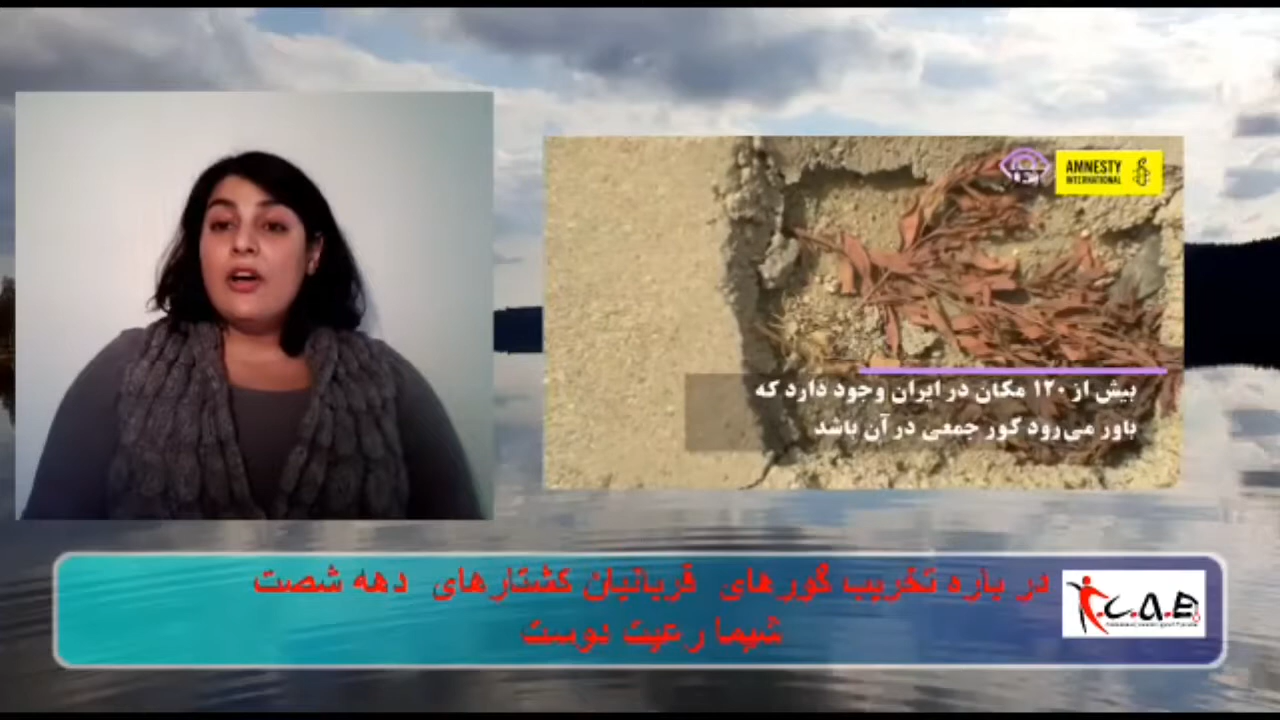 AMNESTY
INTERNATIONAL
بیش از ۱۲۰ مکان در ایران وجود دارد که
باور می‌رود گور جمعی در آن باشد
در باره تخریب گورهای قربانیان کشتارهای دهه شصت
شیما رعیت دوست
I.C.A.E